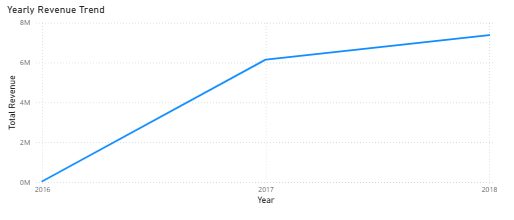 Yearly Revenue Trend
8M
6M
4M
2M
0M
Total Revenue
2016
2017
2018
Year